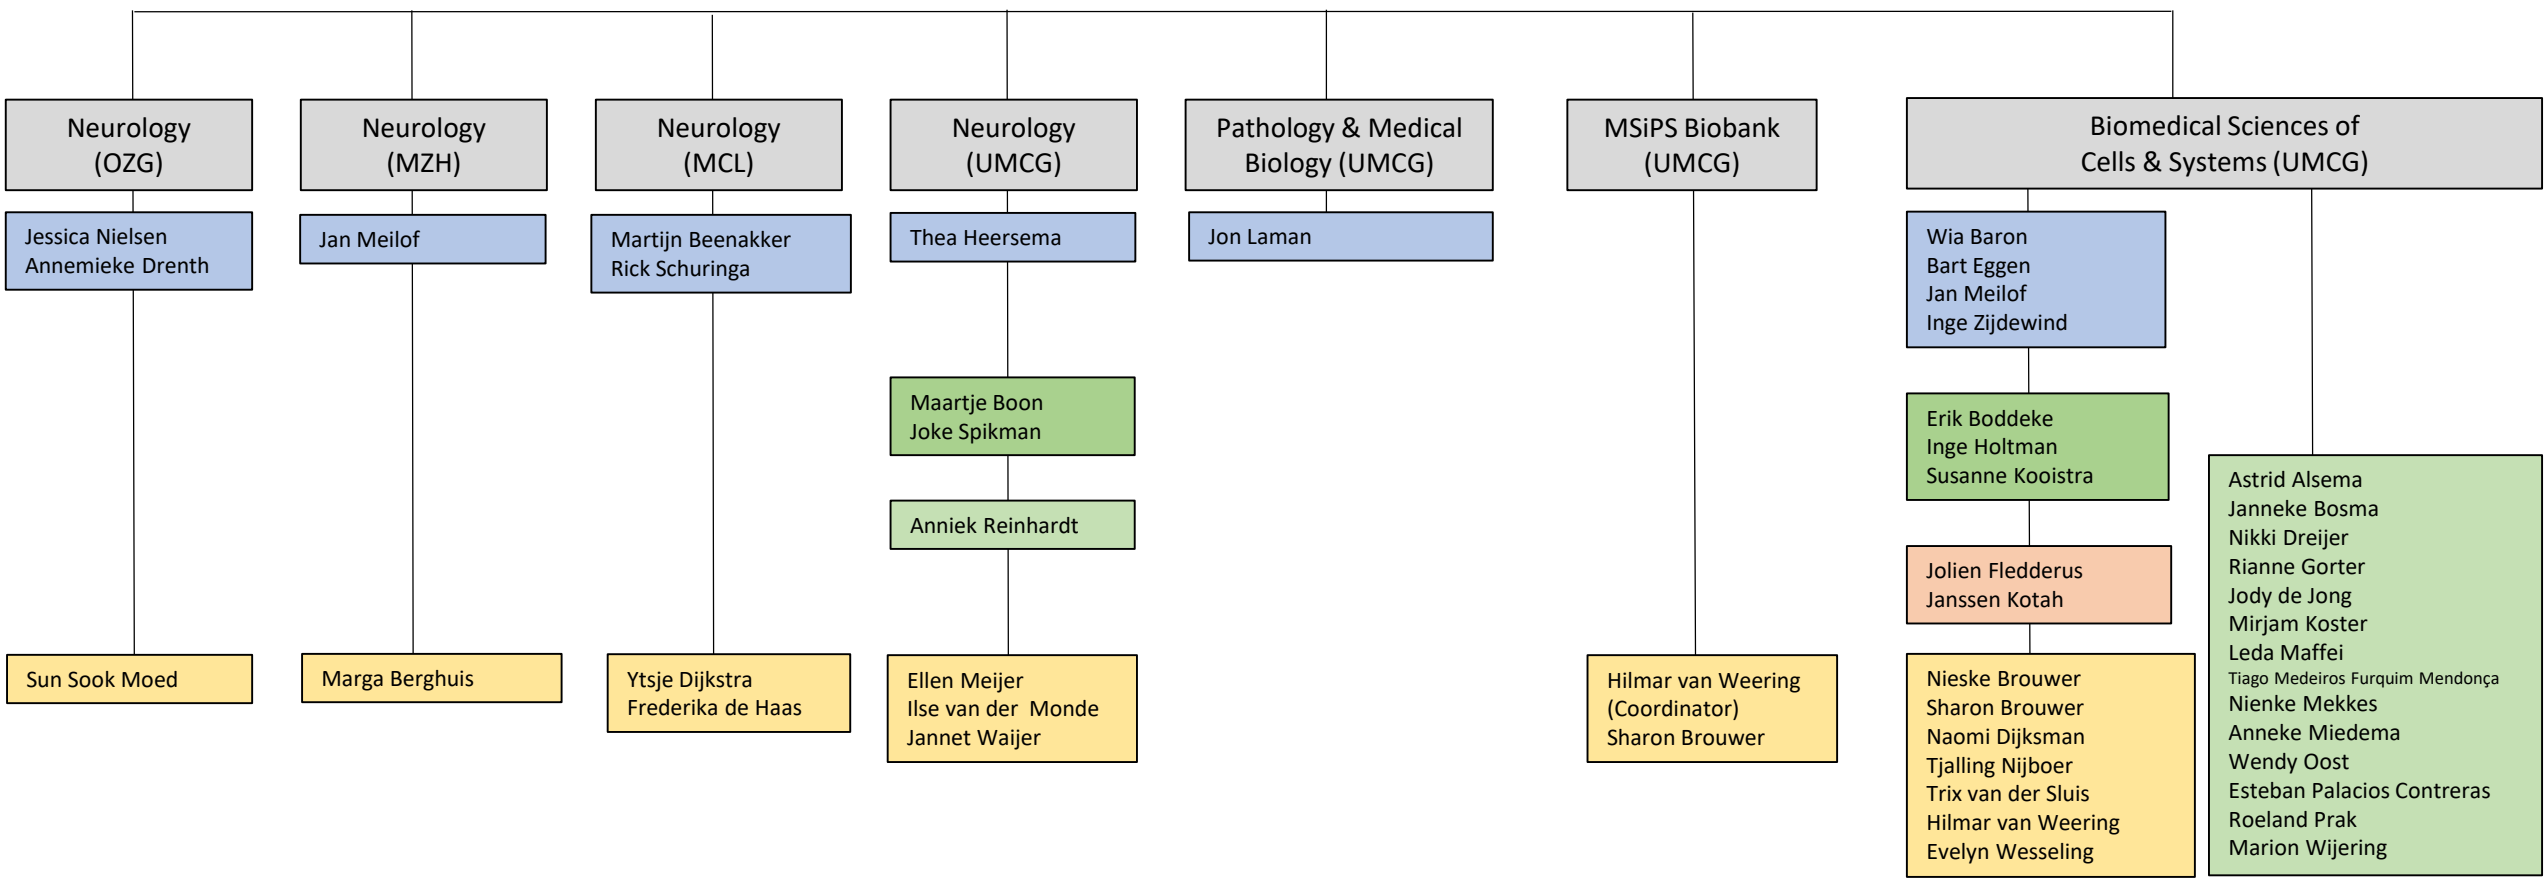 Neurology
(OZG)
Jessica Nielsen
Annemieke Drenth
Sun Sook Moed
Neurology
(MZH)
Jan Meilof
Marga Berghuis
Neurology
(MCL)
Martijn Beenakker
Rick Schuringa
Ytsje Dijkstra
Frederika de Haas
Neurology
(UMCG)
Thea Heersema
Maartje Boon
Joke Spikman
Anniek Reinhardt
Ellen Meijer
Ilse van der  Monde
Jannet Waijer
Pathology & Medical
Biology (UMCG)
Jon Laman
MSiPS Biobank
(UMCG)
Hilmar van Weering
(Coordinator)
Sharon Brouwer
Biomedical Sciences of
Cells & Systems (UMCG)
Wia Baron
Bart Eggen
Jan Meilof
Inge Zijdewind
Erik Boddeke
Inge Holtman
Susanne Kooistra
Jolien Fledderus
Janssen Kotah
Nieske Brouwer
Sharon Brouwer
Naomi Dijksman
Tjalling Nijboer
Trix van der Sluis
Hilmar van Weering
Evelyn Wesseling
Astrid Alsema
Janneke Bosma
Nikki Dreijer
Rianne Gorter
Jody de Jong
Mirjam Koster
Leda Maffei
Tiago Medeiros Furquim Mendonça
Nienke Mekkes
Anneke Miedema
Wendy Oost
Esteban Palacios Contreras
Roeland Prak
Marion Wijering